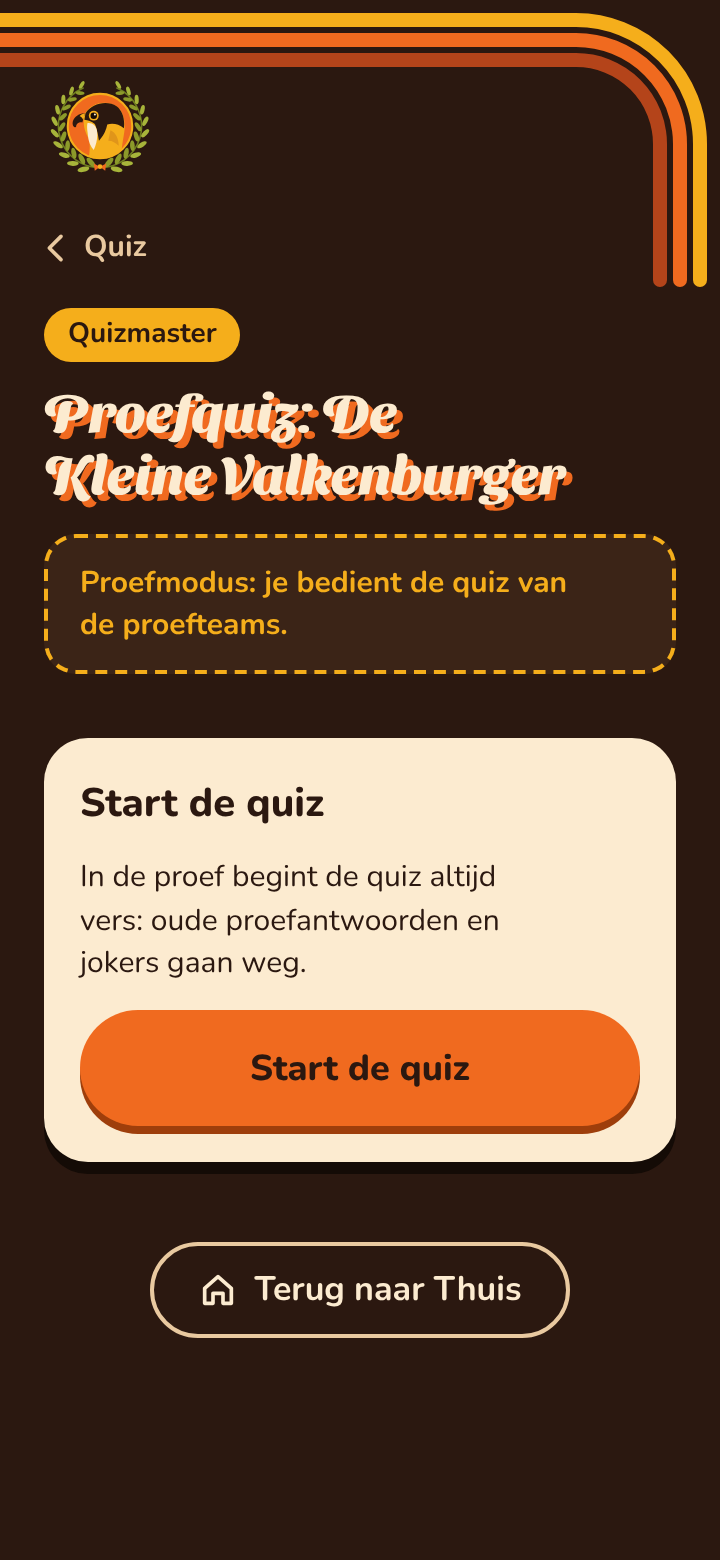 Quiz
Quizmaster
Proefquiz: De
Kleine Valkenburger
Proefmodus: je bedient de quiz van
de proefteams.
Start de quiz
In de proef begint de quiz altijd
vers: oude proefantwoorden en
jokers gaan weg.
Start de quiz
Terug naar Thuis